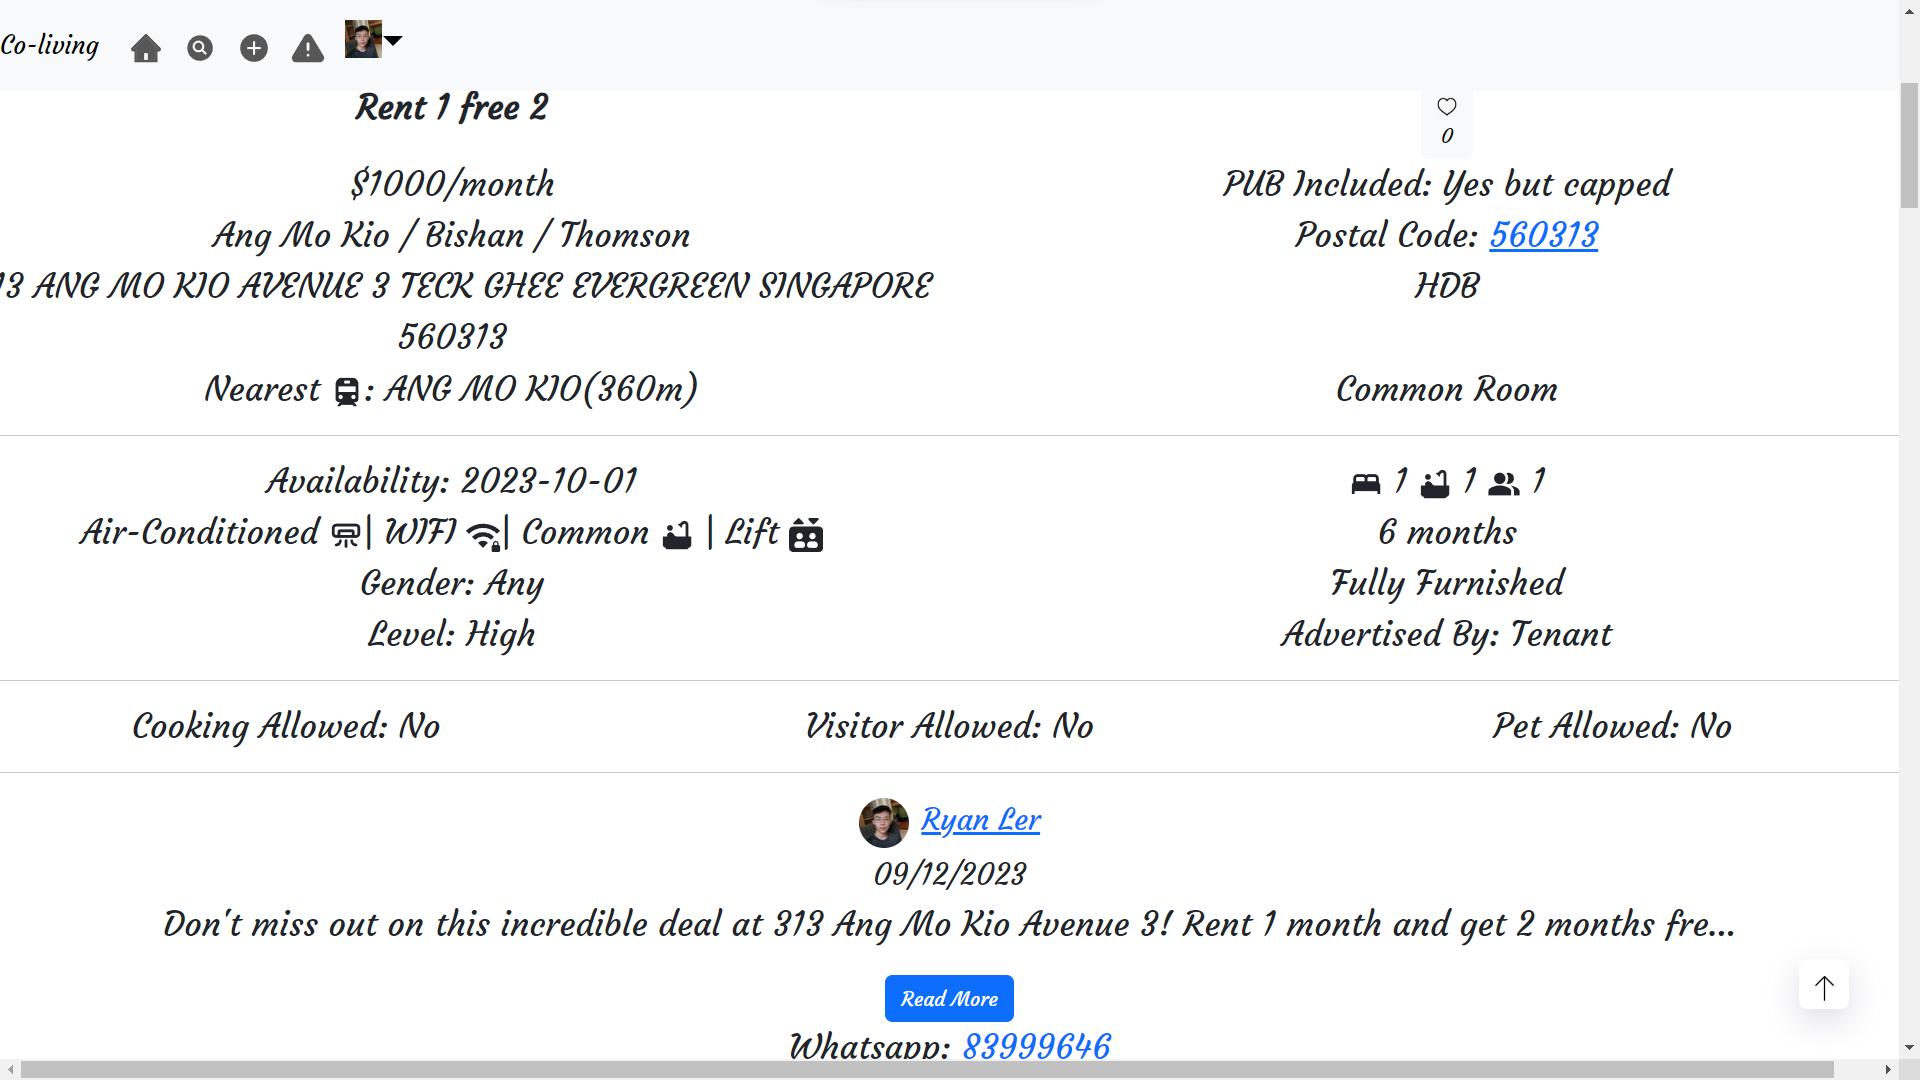 Co-living
Rent 1 free 2
0
$1000/month
PUB Included: Yes but capped
Ang Mo Kio / Bishan / Thomson
Postal Code: 560313
13 ANG MO KIO AVENUE 3 TECK GHEE EVERGREEN SINGAPORE
560313
HDB
Nearest : ANG MO KIO(360m)
Common Room
Availability: 2023-10-01
1 1 1
Air-Conditioned | WIFI | Common | Lift
6 months
Gender: Any
Fully Furnished
Level: High
Advertised By: Tenant
Cooking Allowed: No
Visitor Allowed: No
Pet Allowed: No
Ryan Ler
09/12/2023
Don't miss out on this incredible deal at 313 Ang Mo Kio Avenue 3! Rent 1 month and get 2 months fre...
Read More
Whatsapp: 83999646